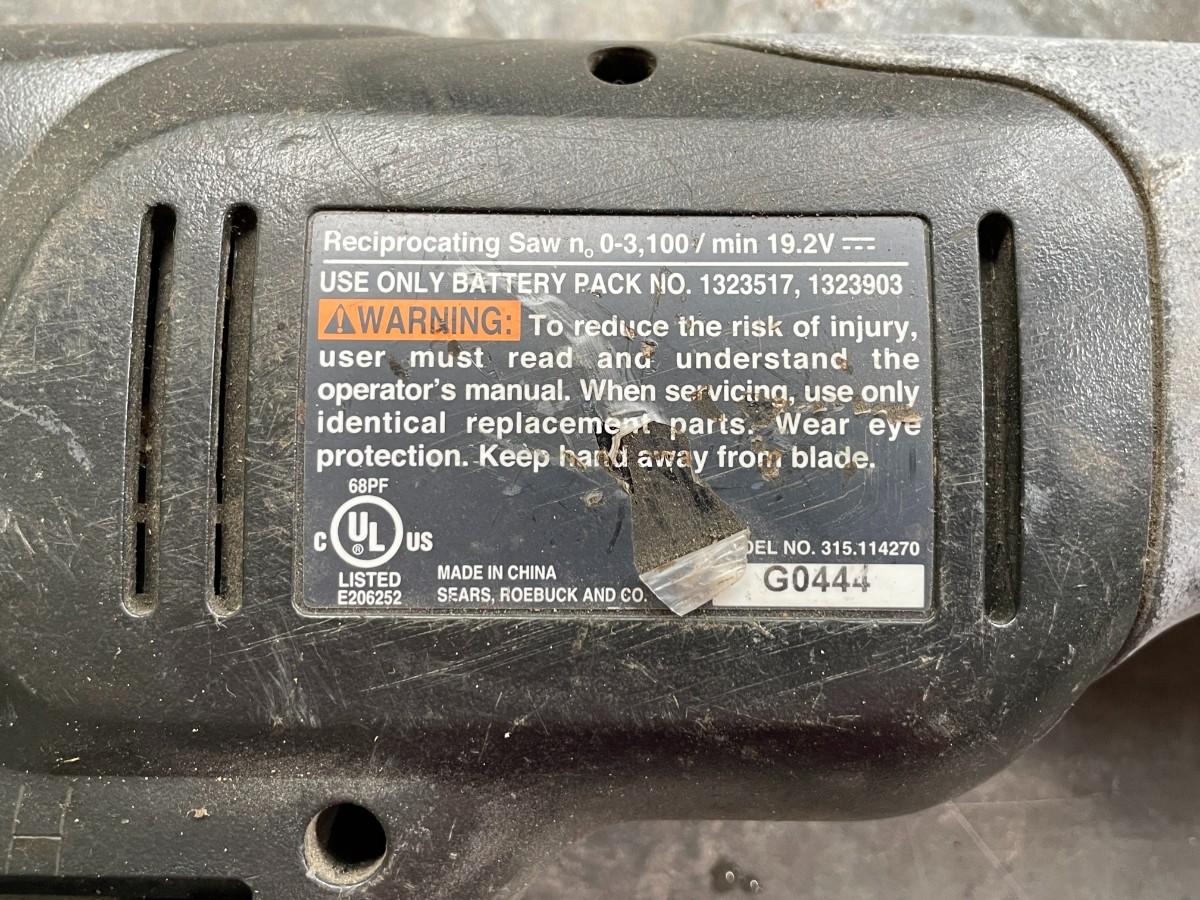 Reciprocating Saw nₒ 0-3,100 / min 19.2V ⎓
USE ONLY BATTERY PACK NO. 1323517, 1323903
⚠WARNING: To reduce the risk of injury,
user must read and understand the
operator's manual. When servicing, use only
identical replacement parts. Wear eye
protection. Keep hand away from blade.
68PF
C UL ® US
LISTED
E206252
MADE IN CHINA
SEARS, ROEBUCK AND CO.
DEL NO. 315.114270
G0444